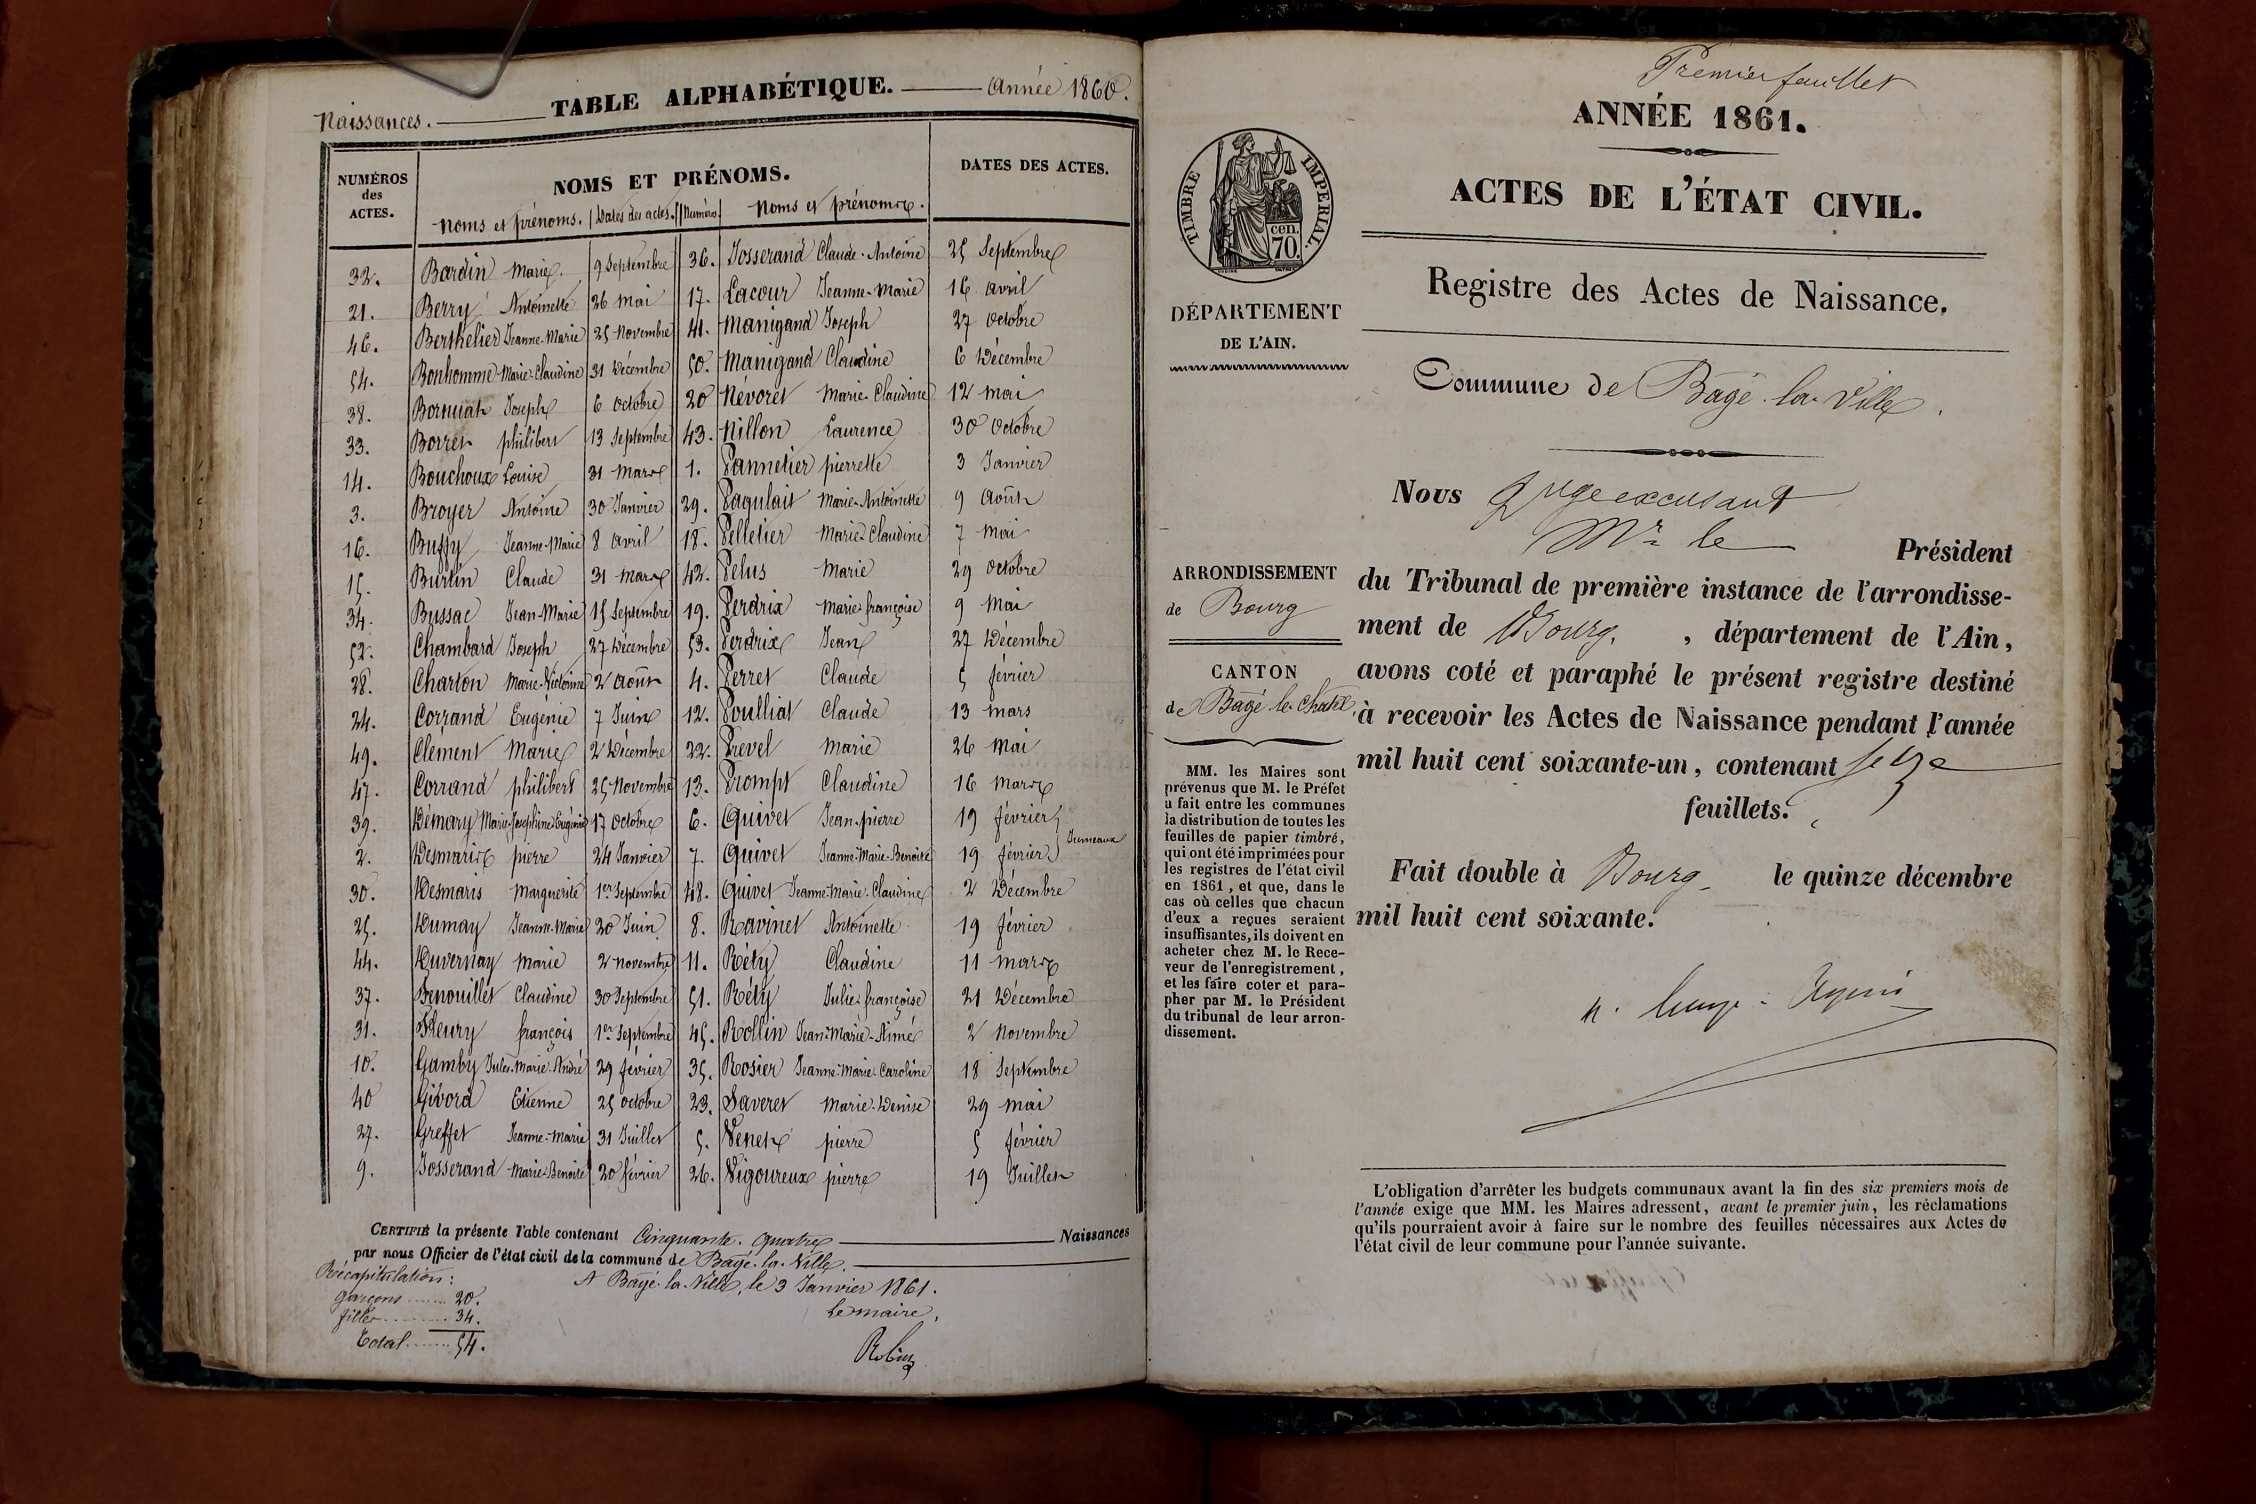 Naissances. TABLE ALPHABÉTIQUE. Année 1860.
NUMÉROS des ACTES. NOMS ET PRÉNOMS. DATES DES ACTES.
Noms et prénoms. Dates des actes. Numéros Noms et prénoms.
32. Bardin Marie. 9 Septembre 36. Josserand Claude-Antoine 25 Septembre
21. Berry Antoinette 26 Mai 17. Lacour Jeanne-Marie 16 avril
46. Berthelier Jeanne-Marie 25 Novembre 41. Manigand Joseph 27 Octobre
54. Bonhomme Marie-Claudine 31 Décembre 50. Manigand Claudine 6 Décembre
38. Joseph 6 Octobre 20 Névoret Marie-Claudine 12 Mai
33. Borret philibert 13 Septembre 43. Nillon Laurence 30 Octobre
14. Bouchoux Louise 31 Mars 1. Pannetier pierrette 3 Janvier
3. Broyer Antoine 30 Janvier 29. Pagulait Marie-Antoinette 9 Août
16. Buffy Jeanne-Marie 8 avril 18. Pelletier Marie-Claudine 7 Mai
15. Burtin Claude 31 Mars 42. Pelus Marie 29 Octobre
34. Bussac Jean-Marie 15 Septembre 19. Perdrix Marie-françoise 9 Mai
52. Chambard Joseph 27 Décembre 53. Perdrix Jean 27 Décembre
28. Charton Marie-Victorine 2 Août 4. Perret Claude 5 février
24. Corrand Eugénie 7 Juin 12. Poulliat Claude 13 mars
49. Clément Marie 2 Décembre 22. Prevel Marie 26 Mai
47. Corrand philibert 25 Novembre 13. Prompt Claudine 16 Mars
39. Démary Marie-Joséphine-Eugénie 17 Octobre 6. Quivet Jean-pierre 19 février
2. Desmaris pierre 24 Janvier 7. Quivet Jeanne-Marie-Benoite 19 février Jumeaux
30. Desmaris Marguerite 1er Septembre 48. Quivet Jeanne-Marie-Claudine 2 Décembre
25. Dumay Jeanne-Marie 20 Juin 8. Ravinet Antoinette 19 février
44. Duvernay Marie 2 Novembre 11. Réty Claudine 11 mars
37. Fenouillet Claudine 30 Septembre 51. Réty Julie-françoise 21 Décembre
31. Fleury françois 1er Septembre 45. Rollin Jean-Marie-Aimé 2 Novembre
10. Gamby Jules-Marie-André 29 février 35. Rosier Jeanne-Marie-Caroline 18 Septembre
40 Givord Etienne 25 Octobre 23. Saveret Marie-Denise 29 mai
27. Greffet Jeanne-Marie 31 Juillet 5. Venet pierre 5 février
9. Josserand Marie-Benoite 20 février 26. Vigoureux pierre 19 Juillet
CERTIFIÉ la présente Table contenant Cinquante-quatre Naissances
par nous Officier de l'état civil de la commune de Bagé-la-Ville.
Récapitulation: A Bagé-la-Ville, le 3 Janvier 1861.
garçons 20. Le maire,
filles 34.
Total 54. Robin
Premier feuillet
ANNÉE 1861.
ACTES DE L'ÉTAT CIVIL.
TIMBRE IMPERIAL.
cen.
70.
Registre des Actes de Naissance.
DÉPARTEMENT
DE L'AIN.
Commune de Bagé-la-Ville.
Nous Juge excusant
Mr le Président
du Tribunal de première instance de l'arrondisse-
ment de Bourg, département de l'Ain,
avons coté et paraphé le présent registre destiné
à recevoir les Actes de Naissance pendant l'année
mil huit cent soixante-un, contenant seize
feuillets.
Fait double à Bourg le quinze décembre
mil huit cent soixante.
ARRONDISSEMENT
de Bourg
CANTON
de Bagé-le-Chatel
MM. les Maires sont
prévenus que M. le Préfet
a fait entre les communes
la distribution de toutes les
feuilles de papier timbré,
qui ont été imprimées pour
les registres de l'état civil
en 1861, et que, dans le
cas où celles que chacun
d'eux a reçues seraient
insuffisantes, ils doivent en
acheter chez M. le Rece-
veur de l'enregistrement,
et les faire coter et para-
pher par M. le Président
du tribunal de leur arron-
dissement.
L'obligation d'arrêter les budgets communaux avant la fin des six premiers mois de
l'année exige que MM. les Maires adressent, avant le premier juin, les réclamations
qu'ils pourraient avoir à faire sur le nombre des feuilles nécessaires aux Actes de
l'état civil de leur commune pour l'année suivante.